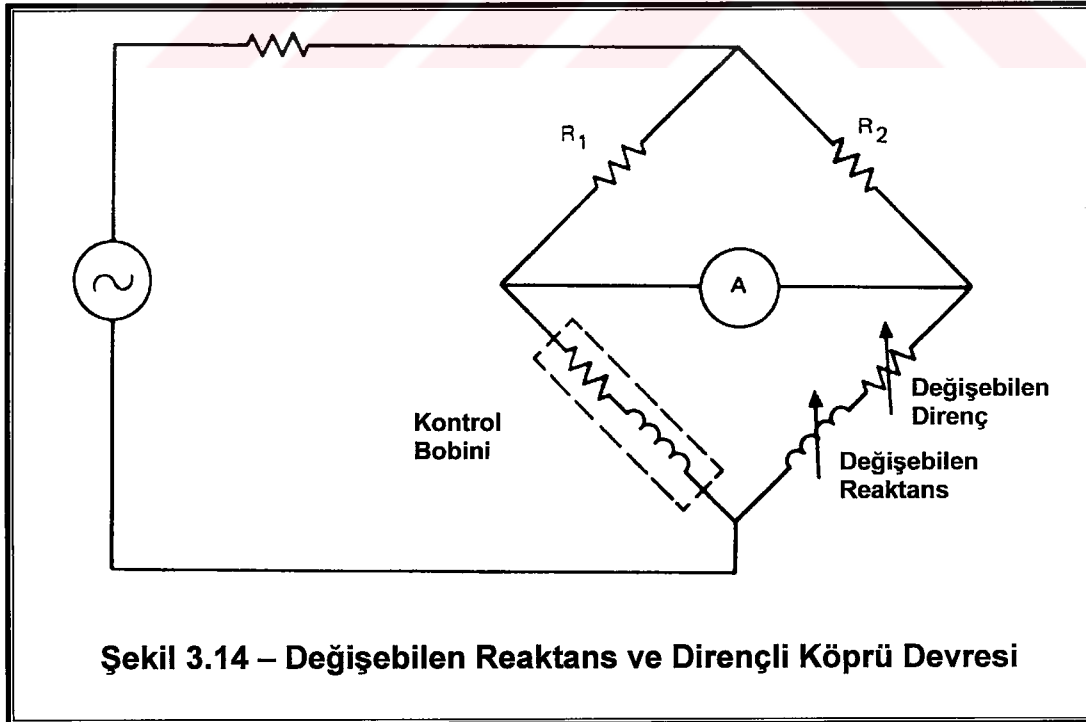 R1
R2
A
Kontrol
Bobini
Değişebilen
Direnç
Değişebilen
Reaktans
Şekil 3.14 – Değişebilen Reaktans ve Dirençli Köprü Devresi